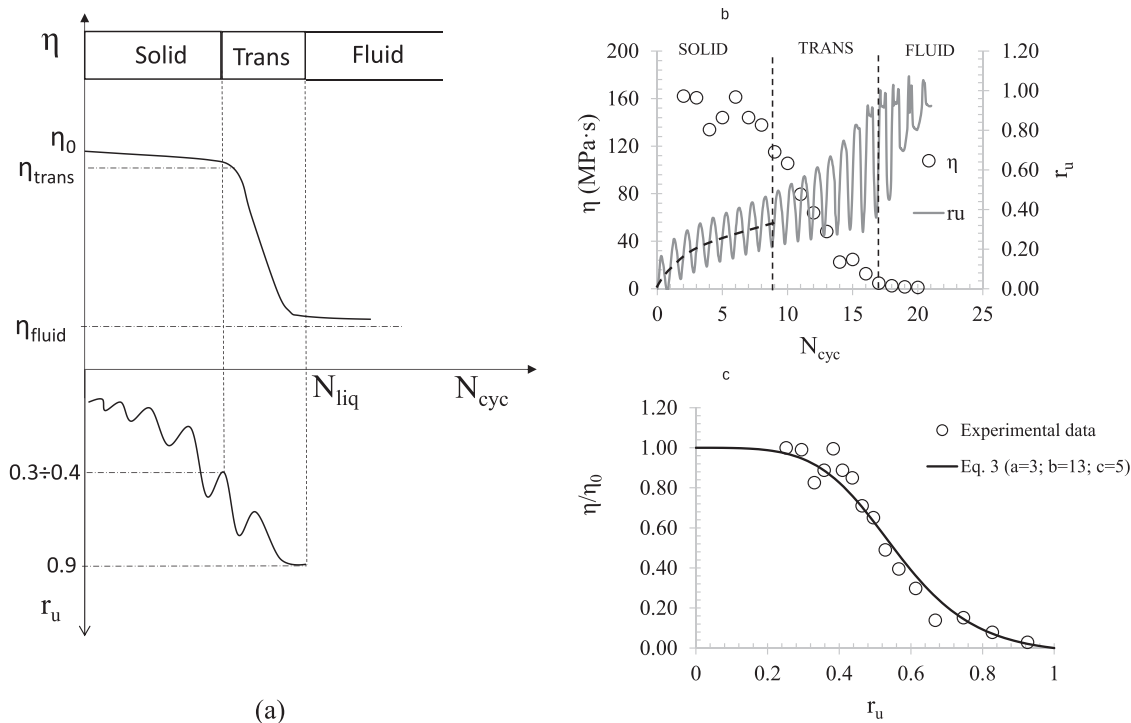 η
Solid
Trans
Fluid
η0
ηtrans
ηfluid
Nliq
Ncyc
0.3÷0.4
0.9
ru
(a)
b
SOLID
TRANS
FLUID
200
160
120
80
40
0
η (MPa·s)
1.20
1.00
0.80
0.60
0.40
0.20
0.00
ru
η
ru
0 5 10 15 20 25
Ncyc
c
1.20
1.00
0.80
0.60
0.40
0.20
0.00
η/η0
Experimental data
Eq. 3 (a=3; b=13; c=5)
0 0.2 0.4 0.6 0.8 1
ru